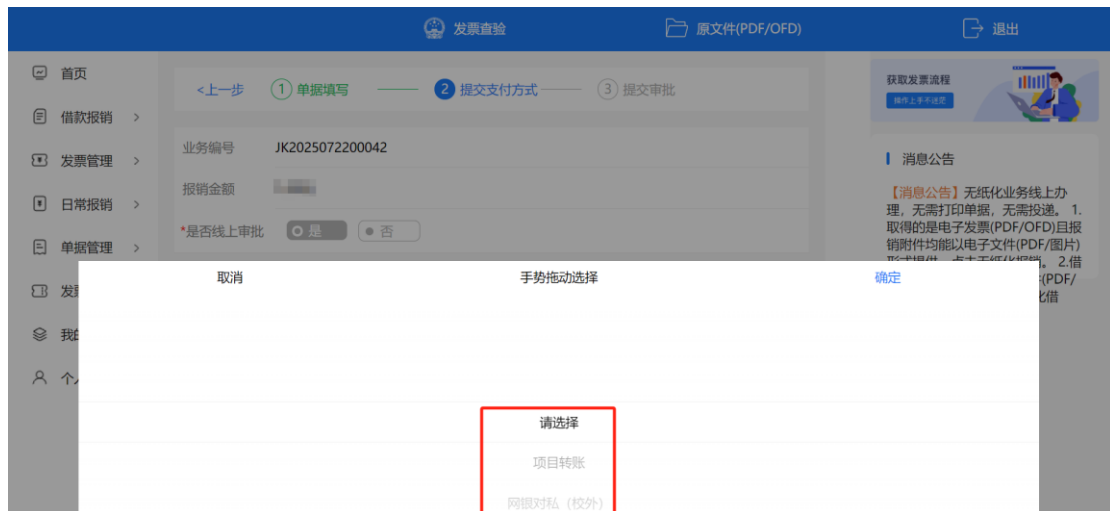 发票查验
原文件(PDF/OFD)
退出
首页
借款报销
发票管理
日常报销
单据管理
<上一步
1 单据填写
2 提交支付方式
3 提交审批
业务编号 JK2025072200042
报销金额
*是否线上审批 是 否
获取发票流程
操作上手不迷茫
消息公告
【消息公告】无纸化业务线上办
理，无需打印单据，无需投递。 1.
取得的是电子发票(PDF/OFD)且报
销附件均能以电子文件(PDF/图片)
取消
手势拖动选择
确定
请选择
项目转账
网银对私（校外）